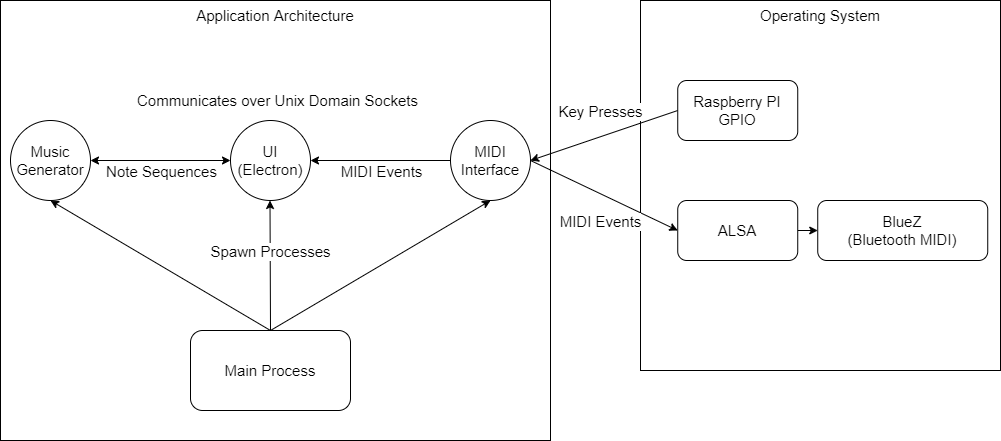 Application Architecture
Operating System
Communicates over Unix Domain Sockets
Raspberry PI
GPIO
Key Presses
Music
Generator
Note Sequences
UI
(Electron)
MIDI Events
MIDI
Interface
MIDI Events
ALSA
BlueZ
(Bluetooth MIDI)
Spawn Processes
Main Process